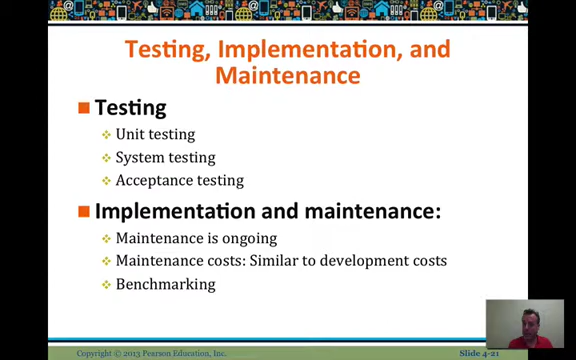 Testing, Implementation, and
Maintenance
Testing
Unit testing
System testing
Acceptance testing
Implementation and maintenance:
Maintenance is ongoing
Maintenance costs: Similar to development costs
Benchmarking
Copyright © 2013 Pearson Education, Inc.
Slide 4-21